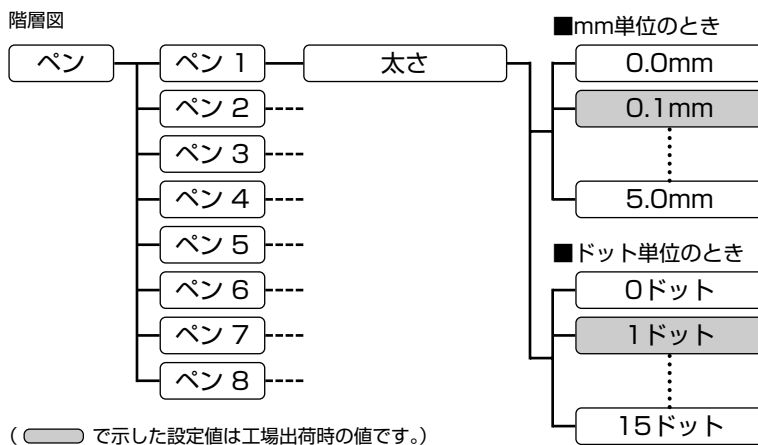 階層図
■mm単位のとき
ペン
ペン 1
太さ
0.0mm
ペン 2
0.1mm
ペン 3
ペン 4
5.0mm
ペン 5
■ドット単位のとき
ペン 6
0ドット
ペン 7
1ドット
ペン 8
15ドット
( で示した設定値は工場出荷時の値です。)